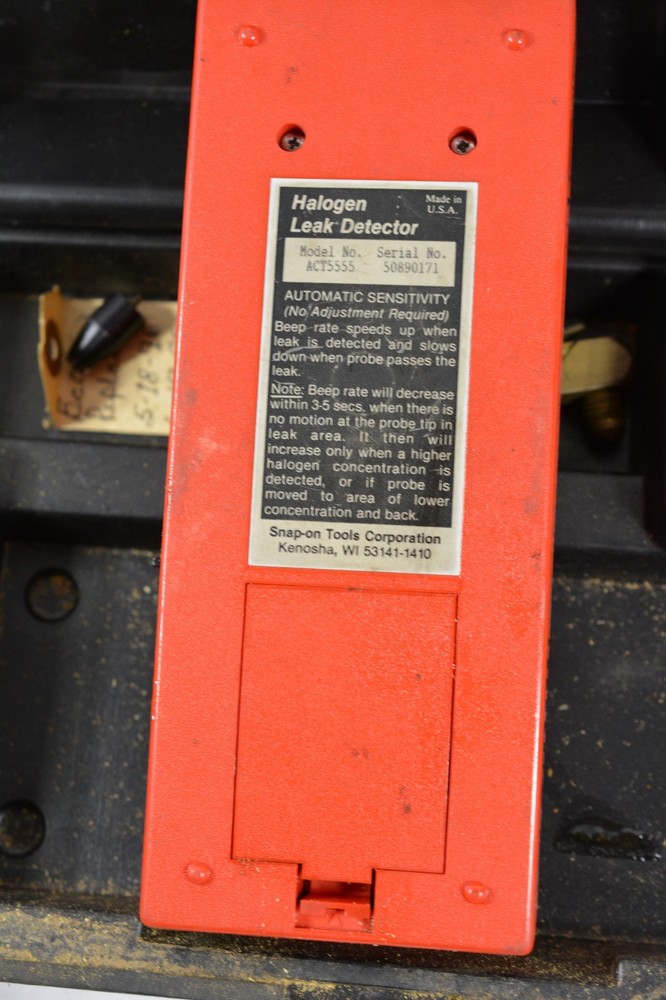 Halogen
Leak Detector
Made in
U.S.A.
Model No. Serial No.
ACT5555 50890171
AUTOMATIC SENSITIVITY
(No Adjustment Required)
Beep rate speeds up when
leak is detected and slows
down when probe passes the
leak.
Note: Beep rate will decrease
within 3-5 secs. when there is
no motion at the probe tip in
leak area. It then will
increase only when a higher
halogen concentration is
detected, or if probe is
moved to area of lower
concentration and back.
Snap-on Tools Corporation
Kenosha, WI 53141-1410